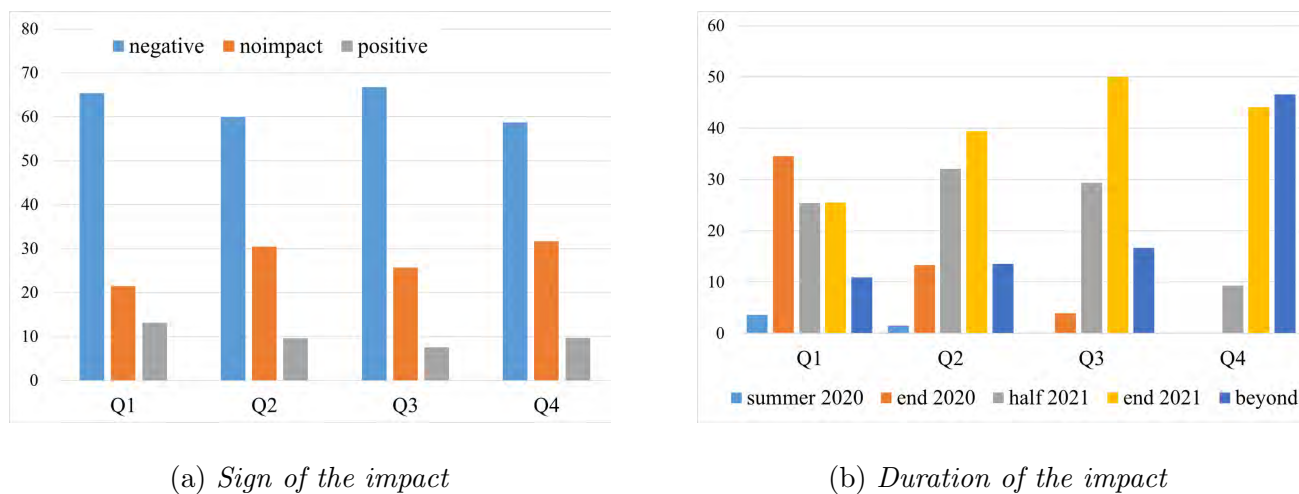 80
70
60
50
40
30
20
10
0
negative noimpact positive
Q1 Q2 Q3 Q4
(a) Sign of the impact
60
50
40
30
20
10
0
Q1 Q2 Q3 Q4
summer 2020 end 2020 half 2021 end 2021 beyond
(b) Duration of the impact